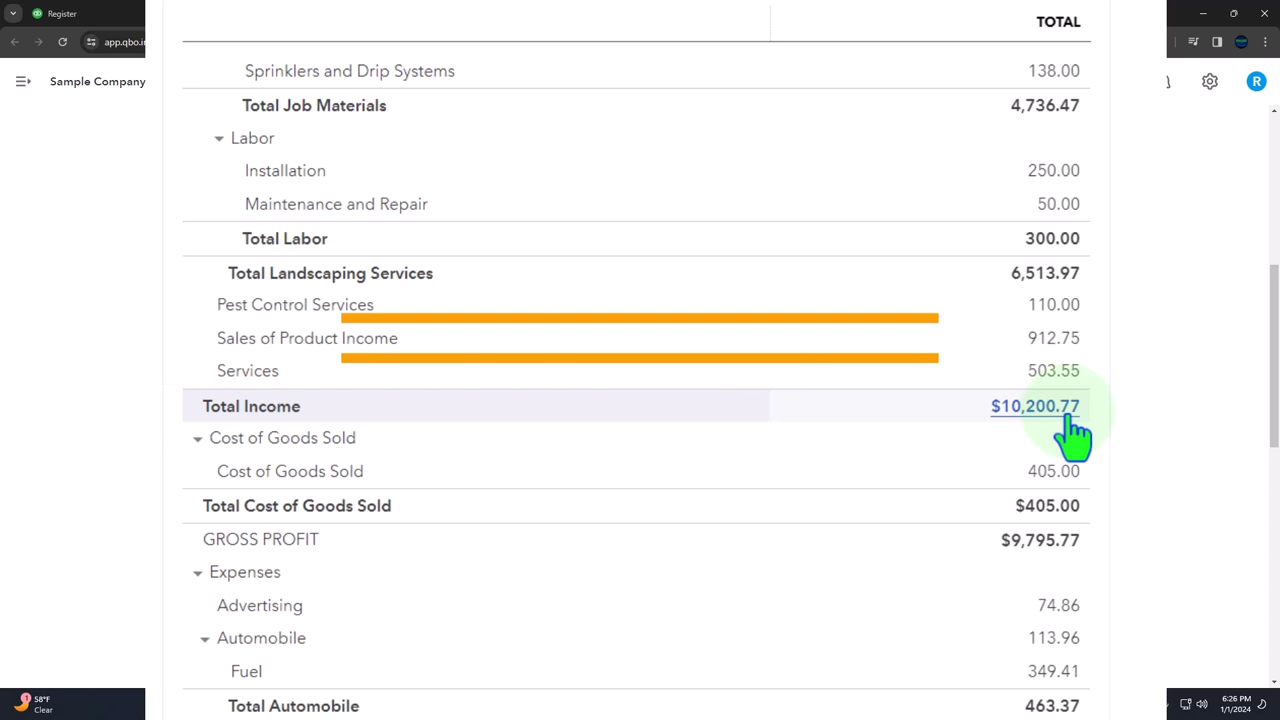 Register
app.qbo.in
Sample Company
R
TOTAL
Sprinklers and Drip Systems 138.00
Total Job Materials 4,736.47
Labor
Installation 250.00
Maintenance and Repair 50.00
Total Labor 300.00
Total Landscaping Services 6,513.97
Pest Control Services 110.00
Sales of Product Income 912.75
Services 503.55
Total Income $10,200.77
Cost of Goods Sold
Cost of Goods Sold 405.00
Total Cost of Goods Sold $405.00
GROSS PROFIT $9,795.77
Expenses
Advertising 74.86
Automobile 113.96
Fuel 349.41
Total Automobile 463.37
1
58°F
Clear
6:26 PM
1/1/2024